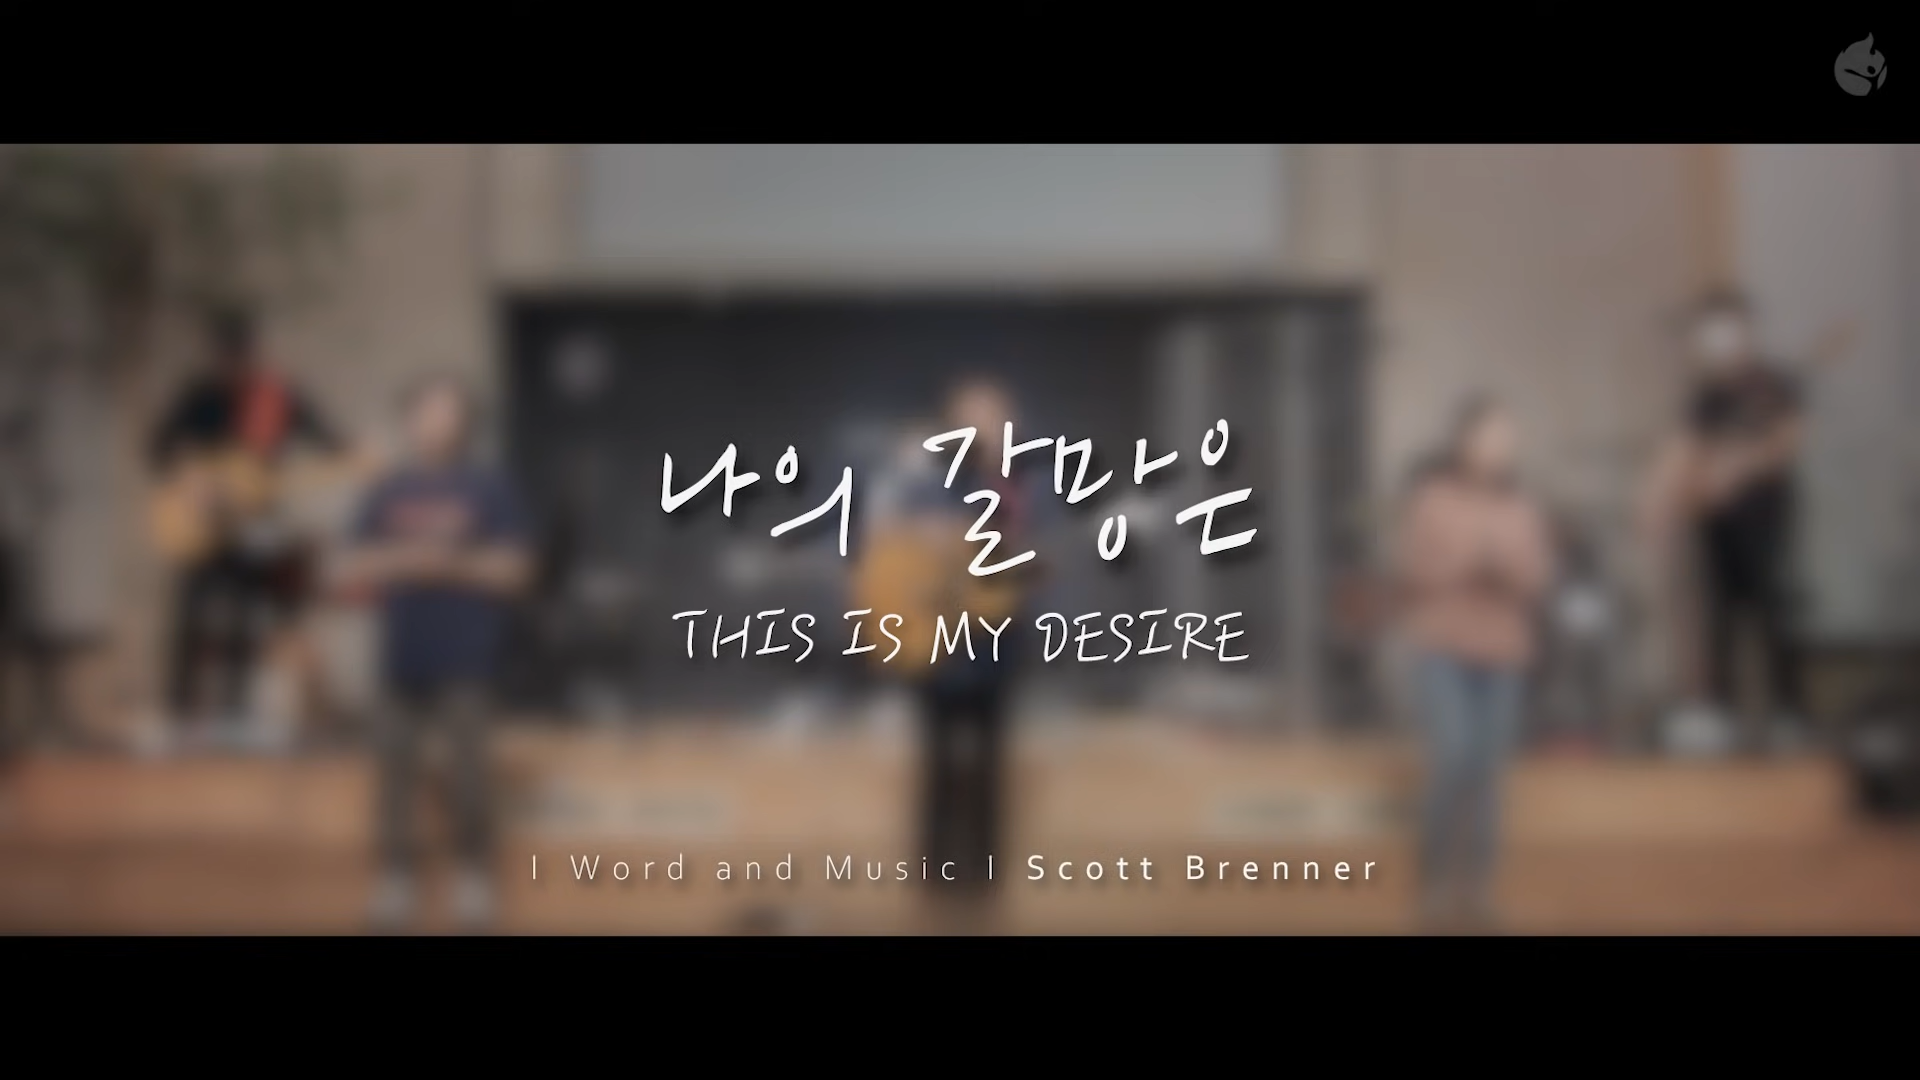 나의 갈망은
THIS IS MY DESIRE
I Word and Music I Scott Brenner